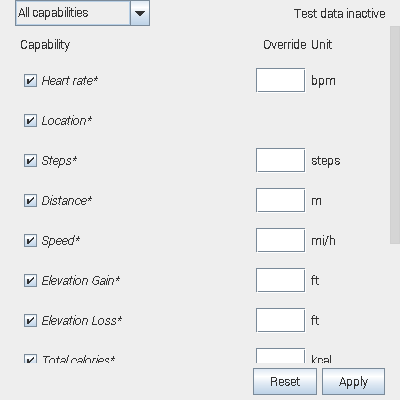 All capabilities
Test data inactive
Capability Override Unit
Heart rate* bpm
Location*
Steps* steps
Distance* m
Speed* mi/h
Elevation Gain* ft
Elevation Loss* ft
Total calories* kcal
Reset Apply